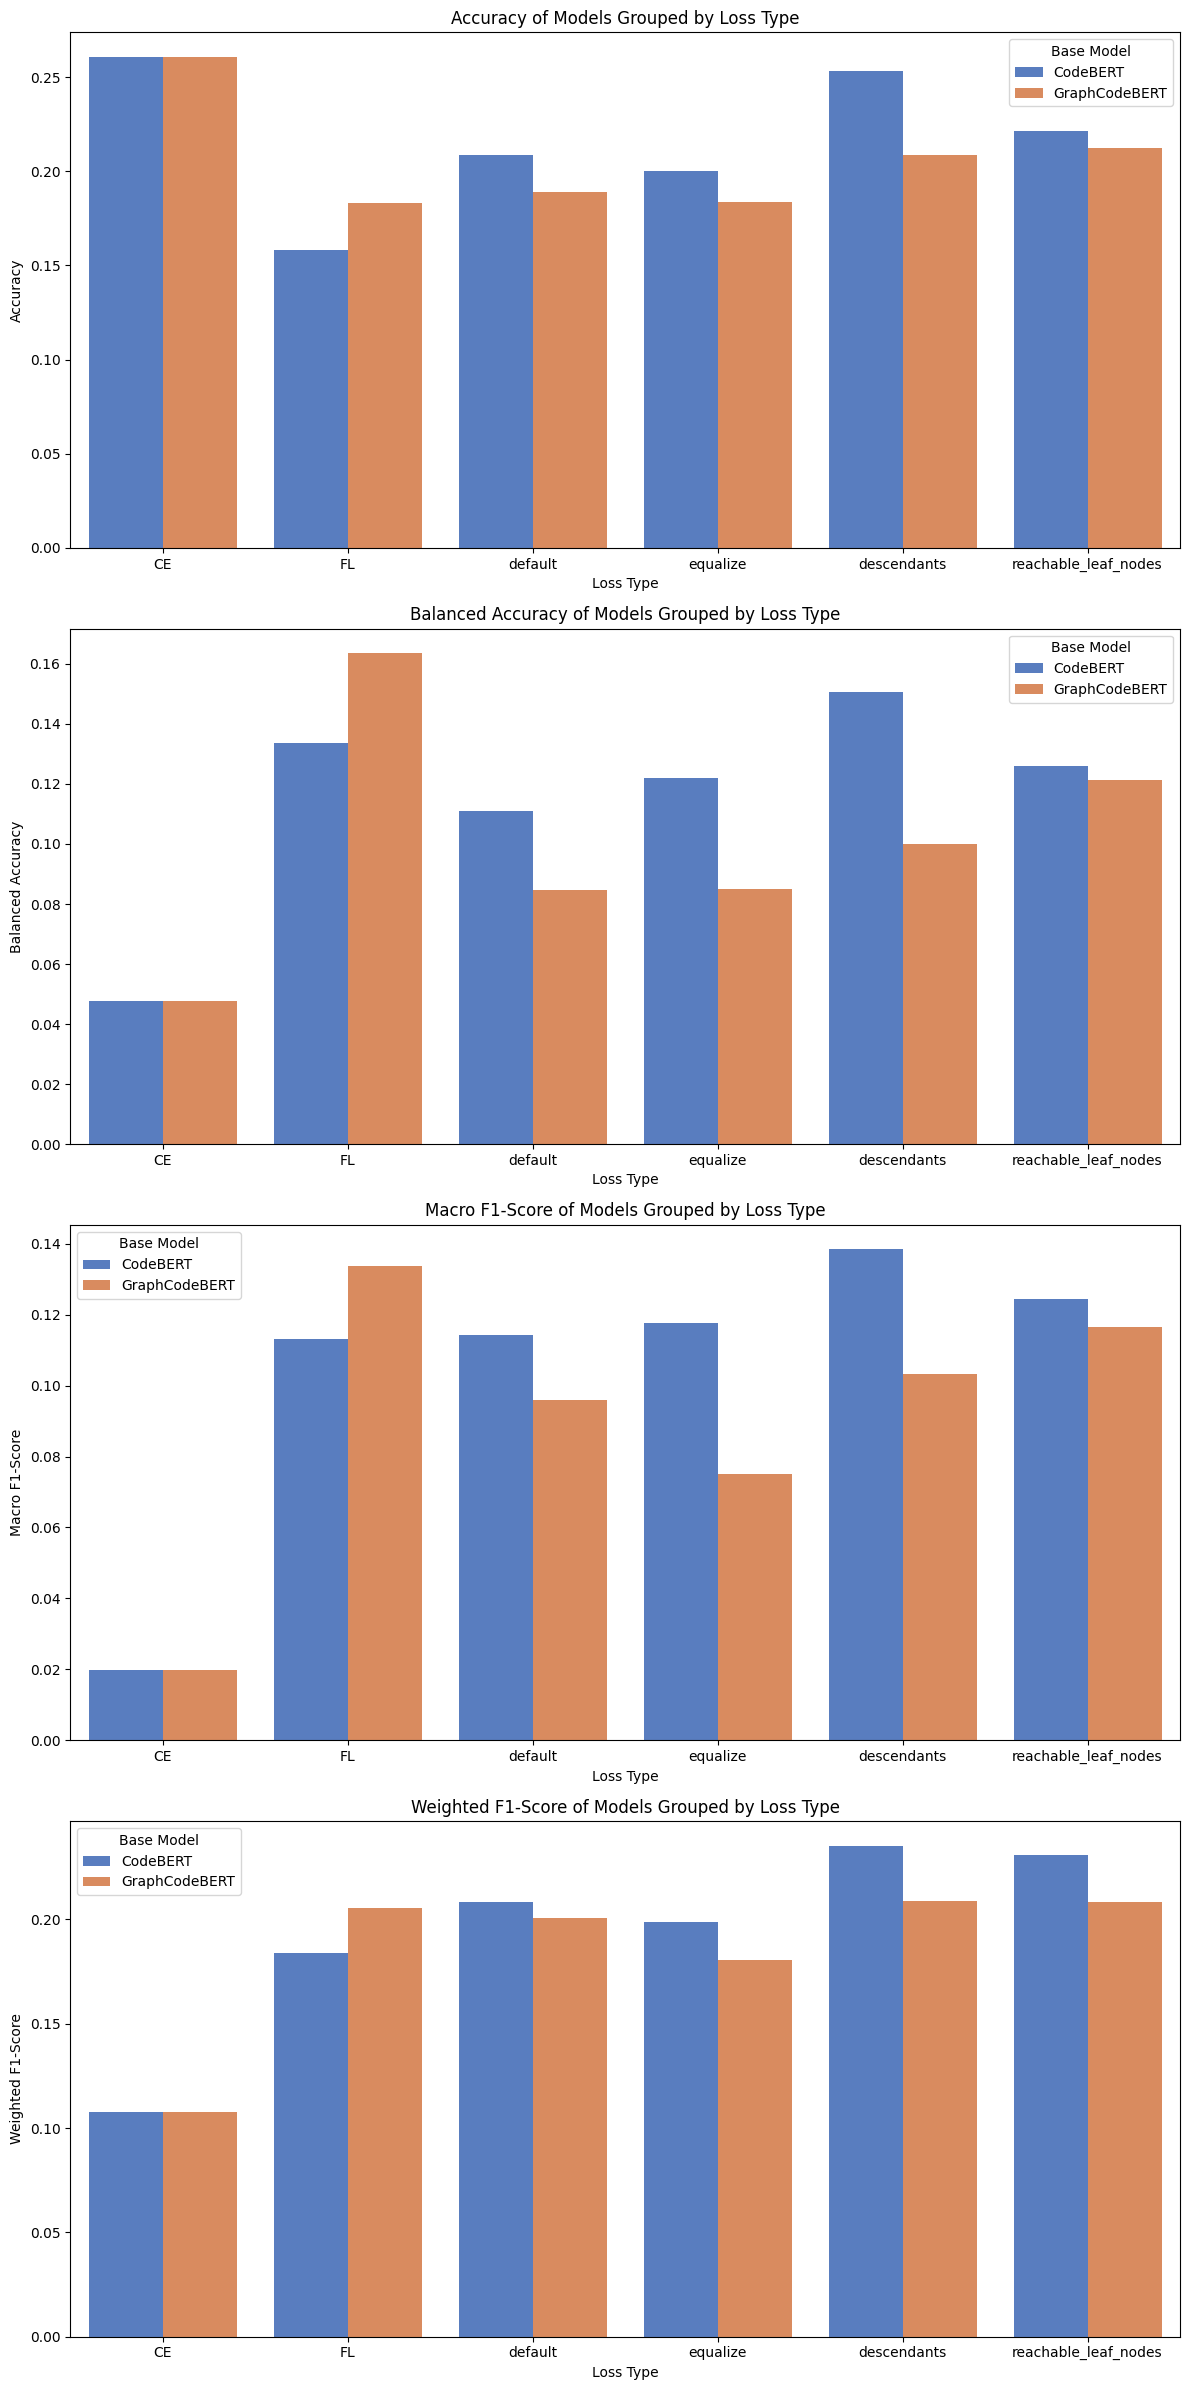 Accuracy of Models Grouped by Loss Type
Base Model
CodeBERT
GraphCodeBERT
0.25
0.20
0.15
0.10
0.05
0.00
Accuracy
CE FL default equalize descendants reachable_leaf_nodes
Loss Type
Balanced Accuracy of Models Grouped by Loss Type
Base Model
CodeBERT
GraphCodeBERT
0.16
0.14
0.12
0.10
0.08
0.06
0.04
0.02
0.00
Balanced Accuracy
CE FL default equalize descendants reachable_leaf_nodes
Loss Type
Macro F1-Score of Models Grouped by Loss Type
Base Model
CodeBERT
GraphCodeBERT
0.14
0.12
0.10
0.08
0.06
0.04
0.02
0.00
Macro F1-Score
CE FL default equalize descendants reachable_leaf_nodes
Loss Type
Weighted F1-Score of Models Grouped by Loss Type
Base Model
CodeBERT
GraphCodeBERT
0.20
0.15
0.10
0.05
0.00
Weighted F1-Score
CE FL default equalize descendants reachable_leaf_nodes
Loss Type